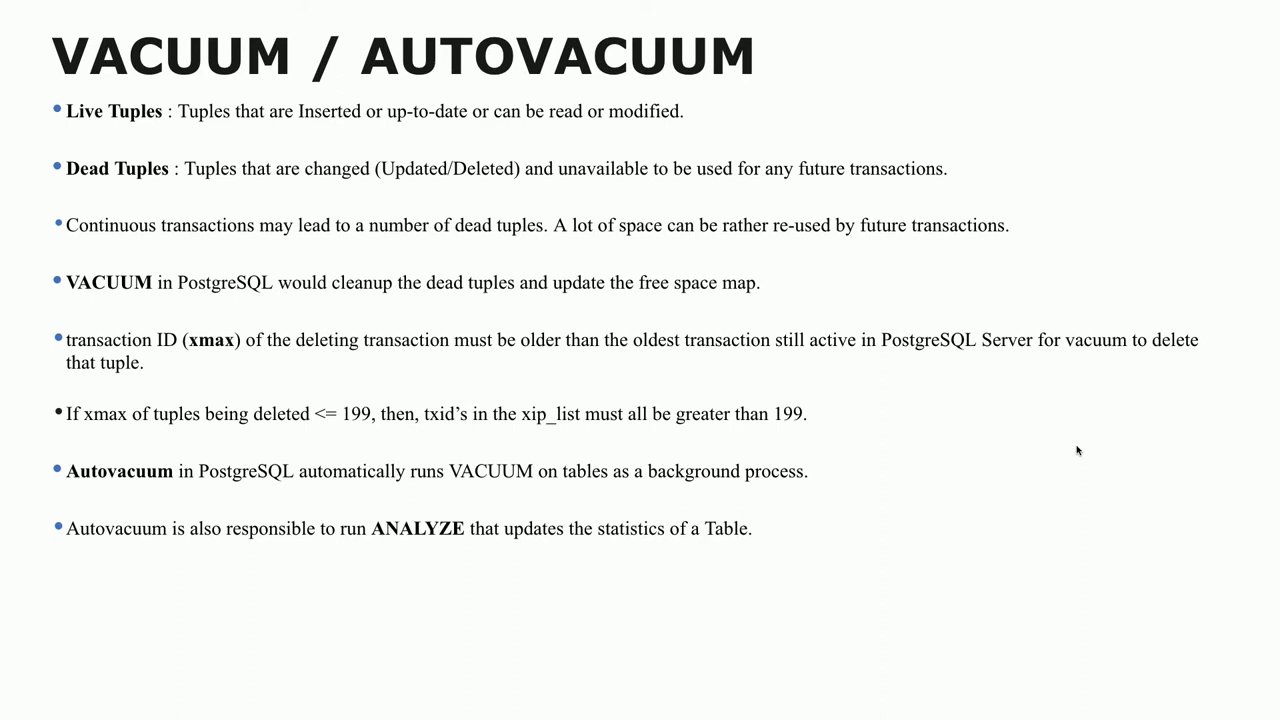 VACUUM / AUTOVACUUM
•Live Tuples : Tuples that are Inserted or up-to-date or can be read or modified.
•Dead Tuples : Tuples that are changed (Updated/Deleted) and unavailable to be used for any future transactions.
•Continuous transactions may lead to a number of dead tuples. A lot of space can be rather re-used by future transactions.
•VACUUM in PostgreSQL would cleanup the dead tuples and update the free space map.
•transaction ID (xmax) of the deleting transaction must be older than the oldest transaction still active in PostgreSQL Server for vacuum to delete
that tuple.
•If xmax of tuples being deleted <= 199, then, txid’s in the xip_list must all be greater than 199.
•Autovacuum in PostgreSQL automatically runs VACUUM on tables as a background process.
•Autovacuum is also responsible to run ANALYZE that updates the statistics of a Table.